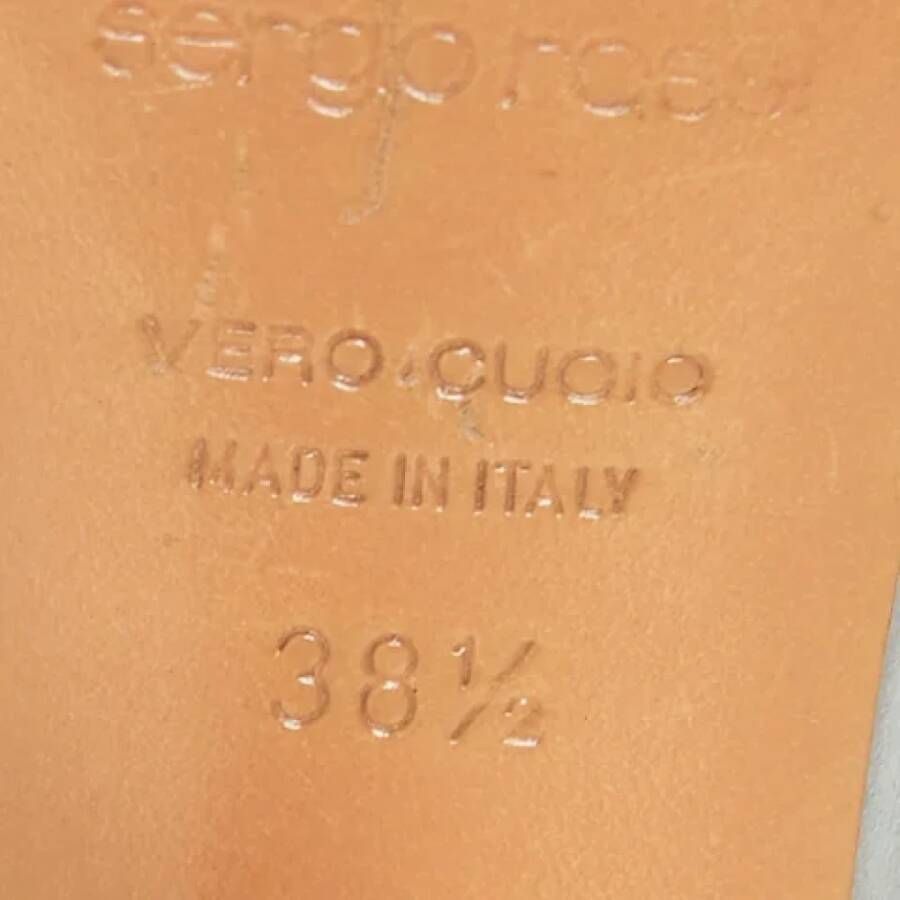 sergio rossi
VERO CUOIO
MADE IN ITALY
38½